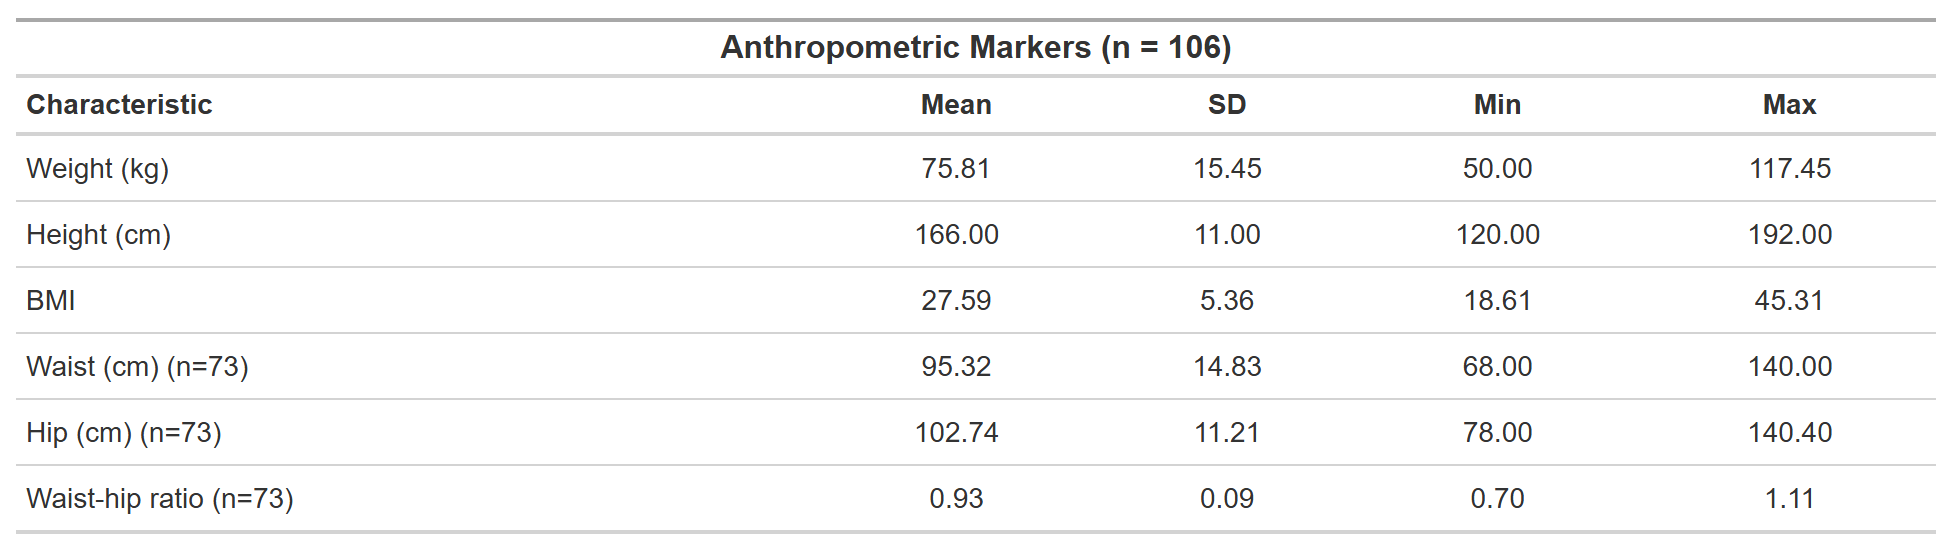 Anthropometric Markers (n = 106)
Characteristic Mean SD Min Max
Weight (kg) 75.81 15.45 50.00 117.45
Height (cm) 166.00 11.00 120.00 192.00
BMI 27.59 5.36 18.61 45.31
Waist (cm) (n=73) 95.32 14.83 68.00 140.00
Hip (cm) (n=73) 102.74 11.21 78.00 140.40
Waist-hip ratio (n=73) 0.93 0.09 0.70 1.11